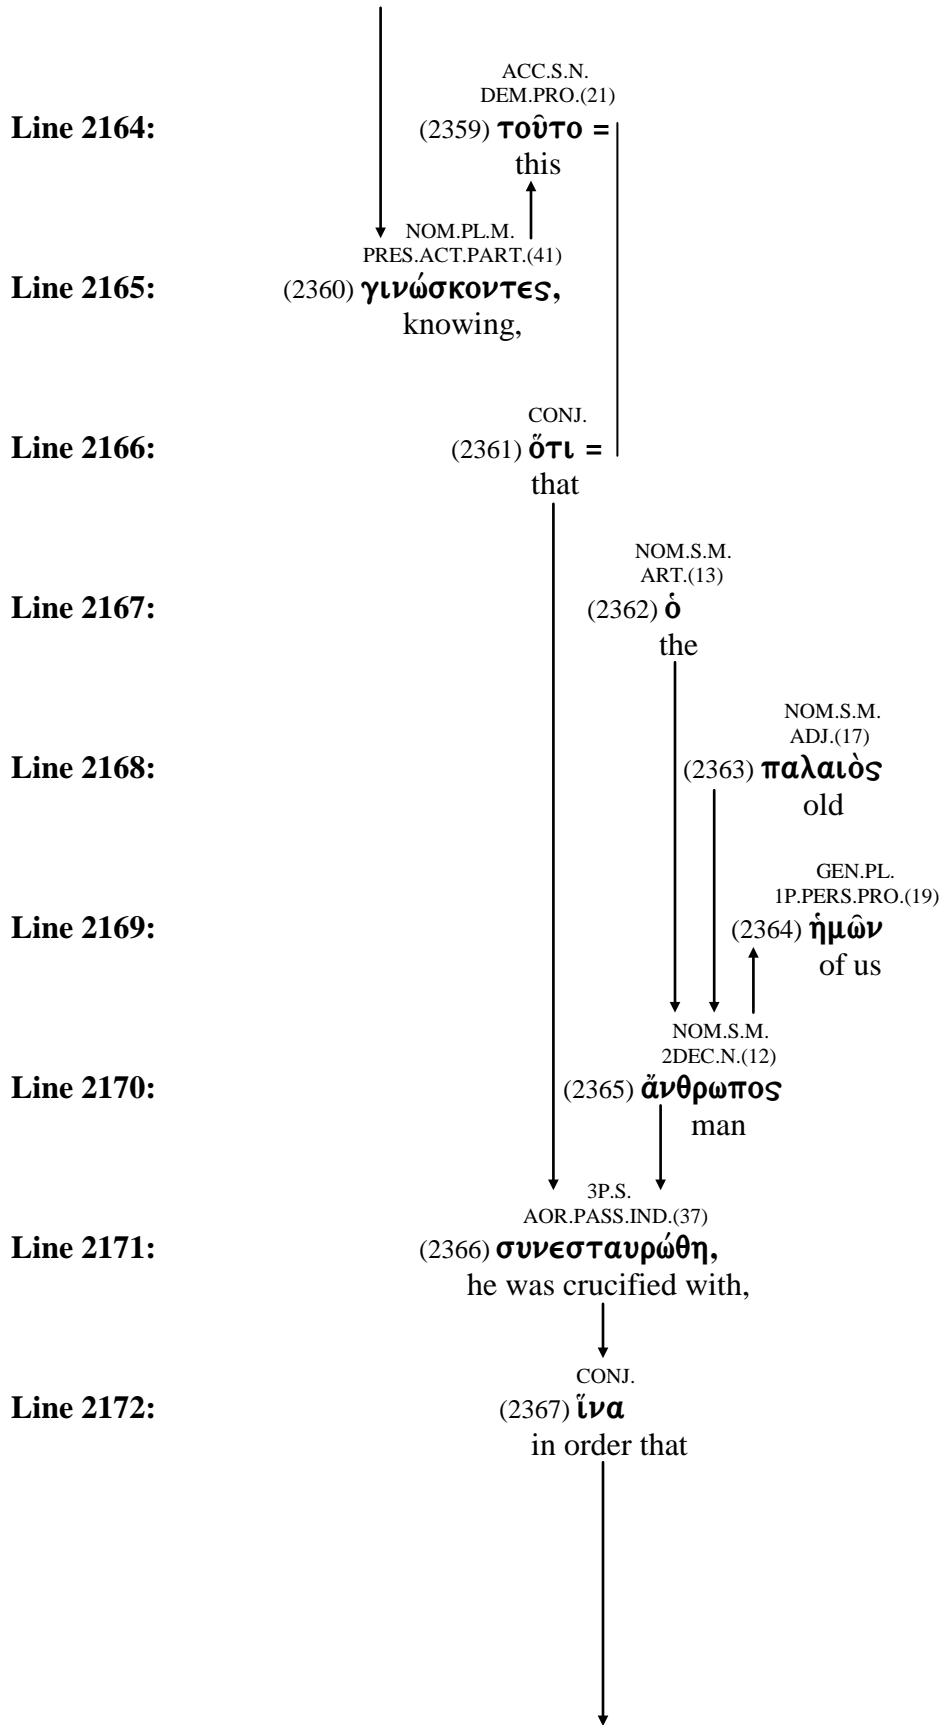 ACC.S.N.
DEM.PRO.(21)
Line 2164: (2359) τοῦτο =
this
NOM.PL.M.
PRES.ACT.PART.(41)
Line 2165: (2360) γινώσκοντες,
knowing,
CONJ.
Line 2166: (2361) ὅτι =
that
NOM.S.M.
ART.(13)
Line 2167: (2362) ὁ
the
NOM.S.M.
ADJ.(17)
Line 2168: (2363) παλαιὸς
old
GEN.PL.
1P.PERS.PRO.(19)
Line 2169: (2364) ἡμῶν
of us
NOM.S.M.
2DEC.N.(12)
Line 2170: (2365) ἄνθρωπος
man
3P.S.
AOR.PASS.IND.(37)
Line 2171: (2366) συνεσταυρώθη,
he was crucified with,
CONJ.
Line 2172: (2367) ἵνα
in order that